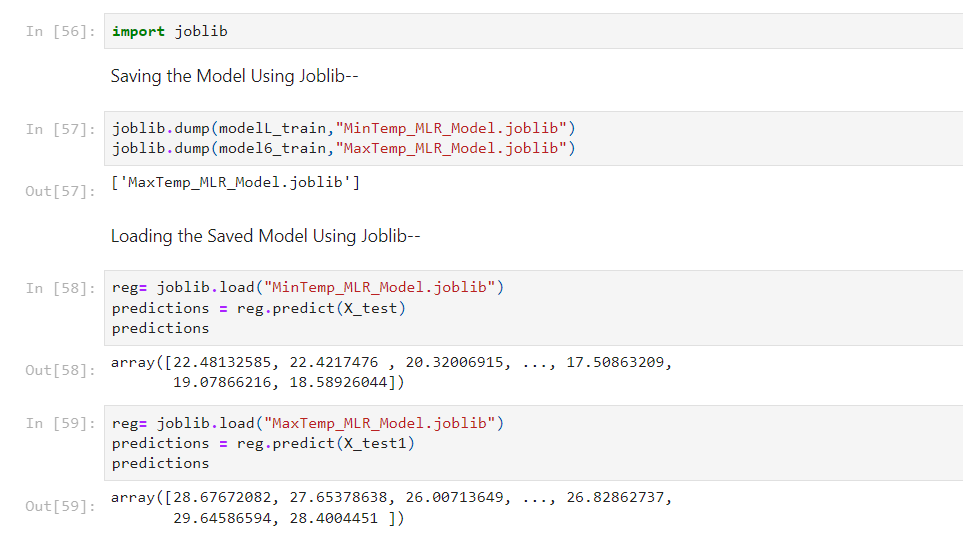 In [56]: import joblib
Saving the Model Using Joblib--
In [57]: joblib.dump(modelL_train,"MinTemp_MLR_Model.joblib")
joblib.dump(model6_train,"MaxTemp_MLR_Model.joblib")
Out[57]: ['MaxTemp_MLR_Model.joblib']
Loading the Saved Model Using Joblib--
In [58]: reg= joblib.load("MinTemp_MLR_Model.joblib")
predictions = reg.predict(X_test)
predictions
Out[58]: array([22.48132585, 22.4217476 , 20.32006915, ..., 17.50863209,
19.07866216, 18.58926044])
In [59]: reg= joblib.load("MaxTemp_MLR_Model.joblib")
predictions = reg.predict(X_test1)
predictions
Out[59]: array([28.67672082, 27.65378638, 26.00713649, ..., 26.82862737,
29.64586594, 28.4004451 ])